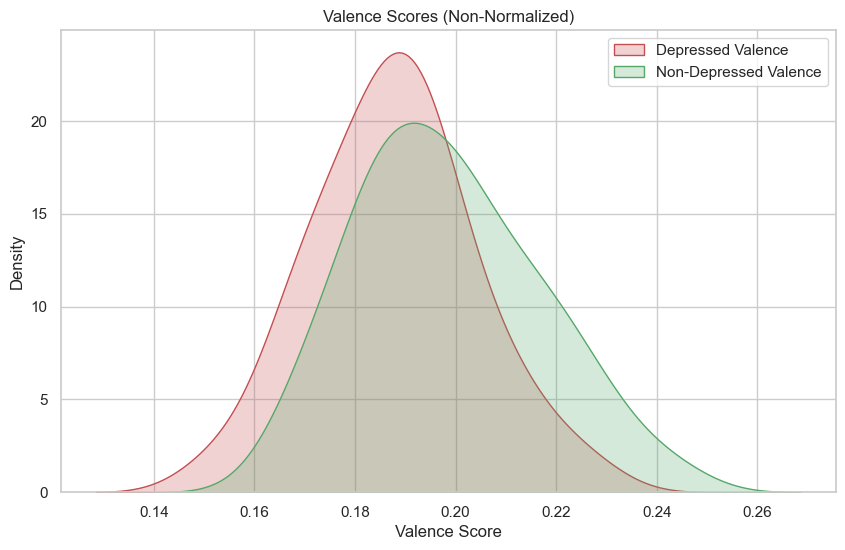 Valence Scores (Non-Normalized)
Depressed Valence
Non-Depressed Valence
Density
20
15
10
5
0
0.14 0.16 0.18 0.20 0.22 0.24 0.26
Valence Score